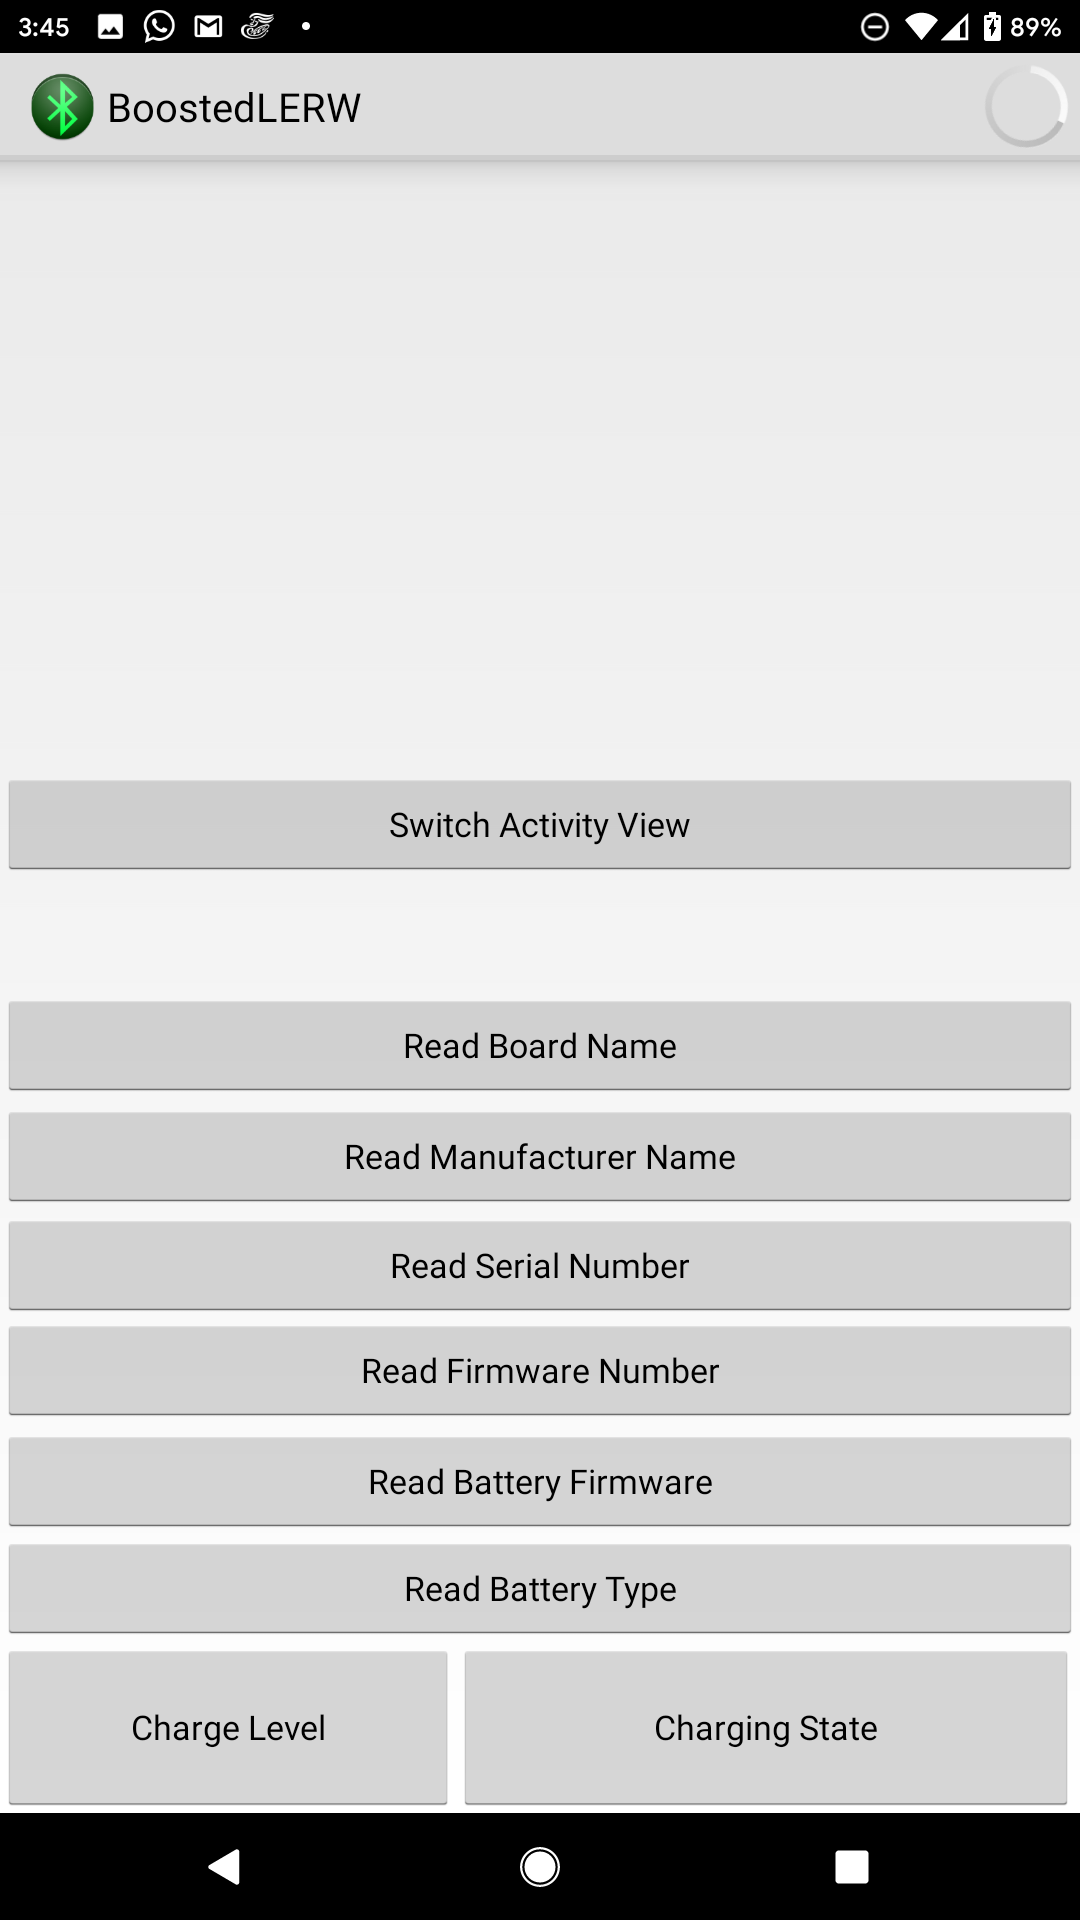 3:45 89%
BoostedLERW
Switch Activity View
Read Board Name
Read Manufacturer Name
Read Serial Number
Read Firmware Number
Read Battery Firmware
Read Battery Type
Charge Level Charging State